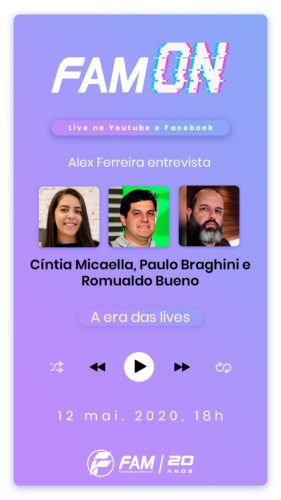 FAM ON
Live no Youtube e Facebook
Alex Ferreira entrevista
Cíntia Micaella, Paulo Braghini e
Romualdo Bueno
A era das lives
12 mai. 2020, 18h
FAM 20
ANOS